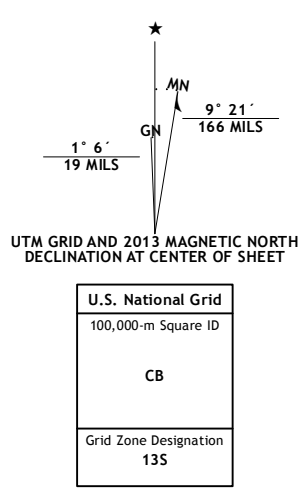 ★
MN
9° 21´
166 MILS
GN
1° 6´
19 MILS
UTM GRID AND 2013 MAGNETIC NORTH
DECLINATION AT CENTER OF SHEET
U.S. National Grid
100,000-m Square ID
CB
Grid Zone Designation
13S